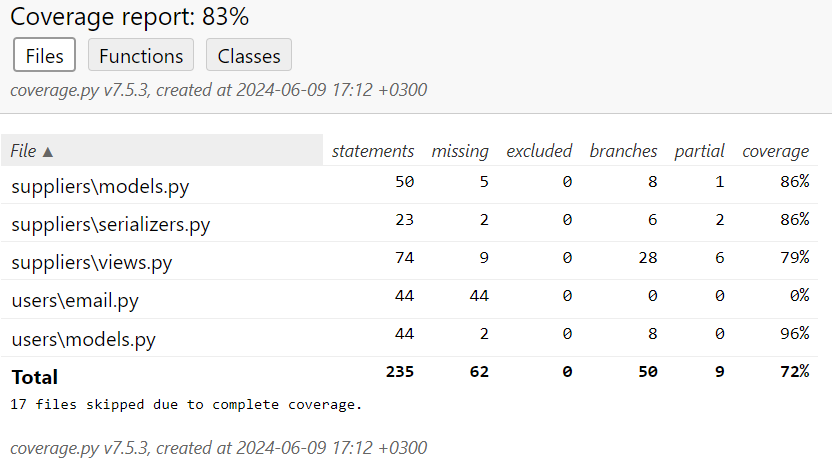 Coverage report: 83%
Files Functions Classes
coverage.py v7.5.3, created at 2024-06-09 17:12 +0300
File ▲ statements missing excluded branches partial coverage
suppliers\models.py 50 5 0 8 1 86%
suppliers\serializers.py 23 2 0 6 2 86%
suppliers\views.py 74 9 0 28 6 79%
users\email.py 44 44 0 0 0 0%
users\models.py 44 2 0 8 0 96%
Total 235 62 0 50 9 72%
17 files skipped due to complete coverage.
coverage.py v7.5.3, created at 2024-06-09 17:12 +0300